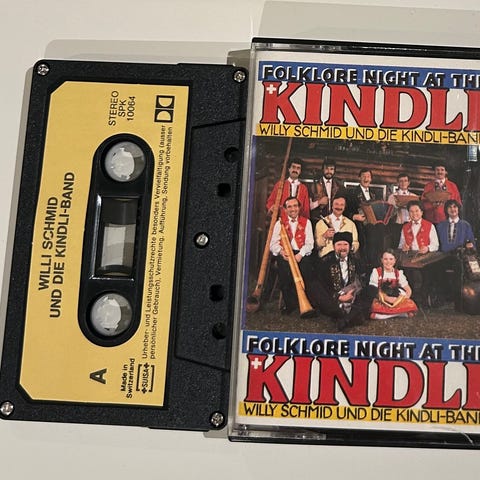 WILLI SCHMID
UND DIE KINDLI-BAND
A
Made in
Switzerland
+SUISA+
STEREO
SPK
10064
Urheber- und Leistungsschutzrechte besonders Vervielfältigung (ausser
persönlicher Gebrauch), Vermietung, Aufführung, Sendung vorbehalten
FOLKLORE NIGHT AT THE
KINDLI
WILLY SCHMID UND DIE KINDLI-BAND
FOLKLORE NIGHT AT THE
KINDLI
WILLY SCHMID UND DIE KINDLI-BAND